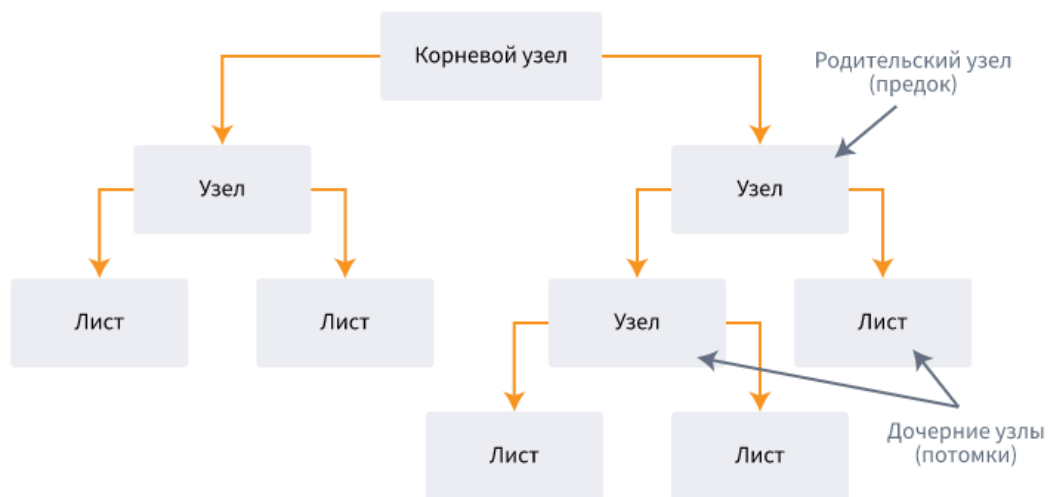 Корневой узел
Родительский узел
(предок)
Узел
Узел
Лист
Лист
Узел
Лист
Лист
Лист
Дочерние узлы
(потомки)